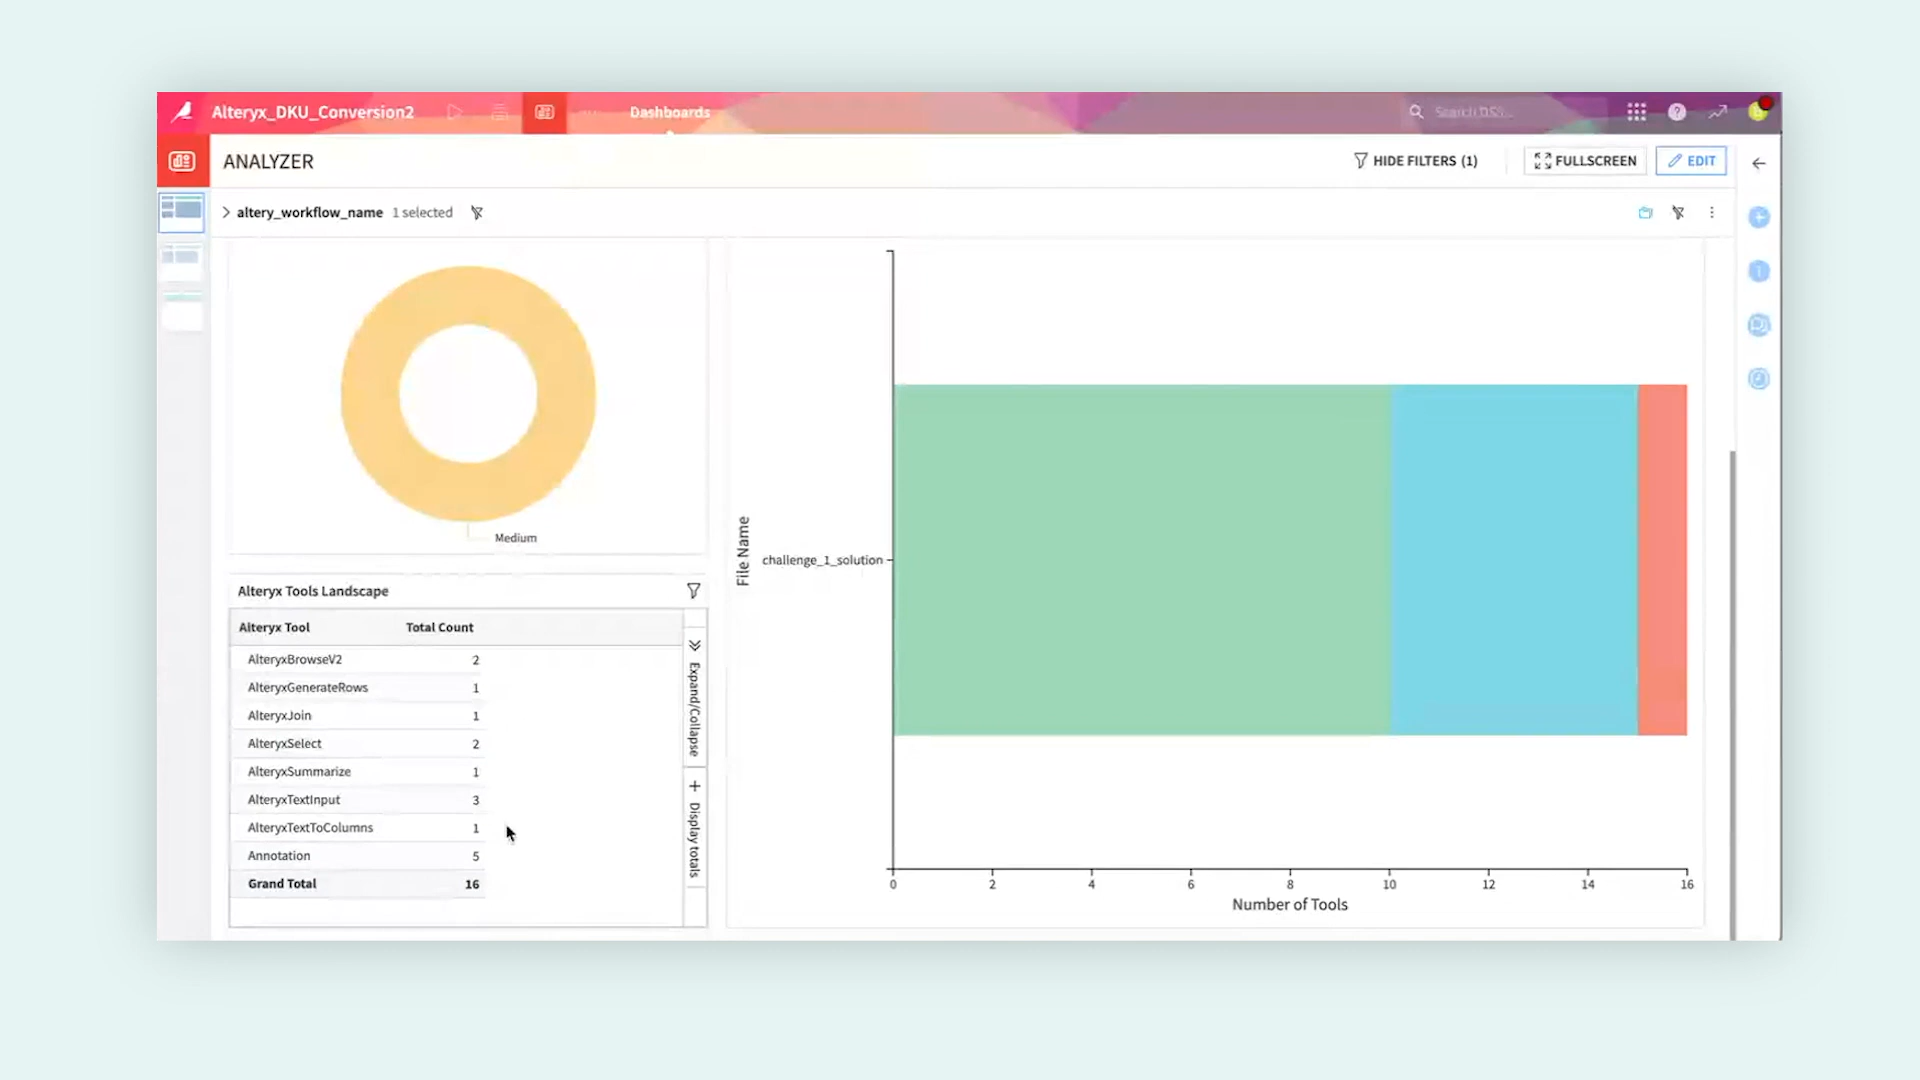 Alteryx_DKU_Conversion2
Dashboards
Search DSS...
ANALYZER
HIDE FILTERS (1)
FULLSCREEN
EDIT
altery_workflow_name 1 selected
Medium
Alteryx Tools Landscape
Alteryx Tool Total Count
AlteryxBrowseV2 2
AlteryxGenerateRows 1
AlteryxJoin 1
AlteryxSelect 2
AlteryxSummarize 1
AlteryxTextInput 3
AlteryxTextToColumns 1
Annotation 5
Grand Total 16
Expand/Collapse
Display totals
File Name
challenge_1_solution
0 2 4 6 8 10 12 14 16
Number of Tools